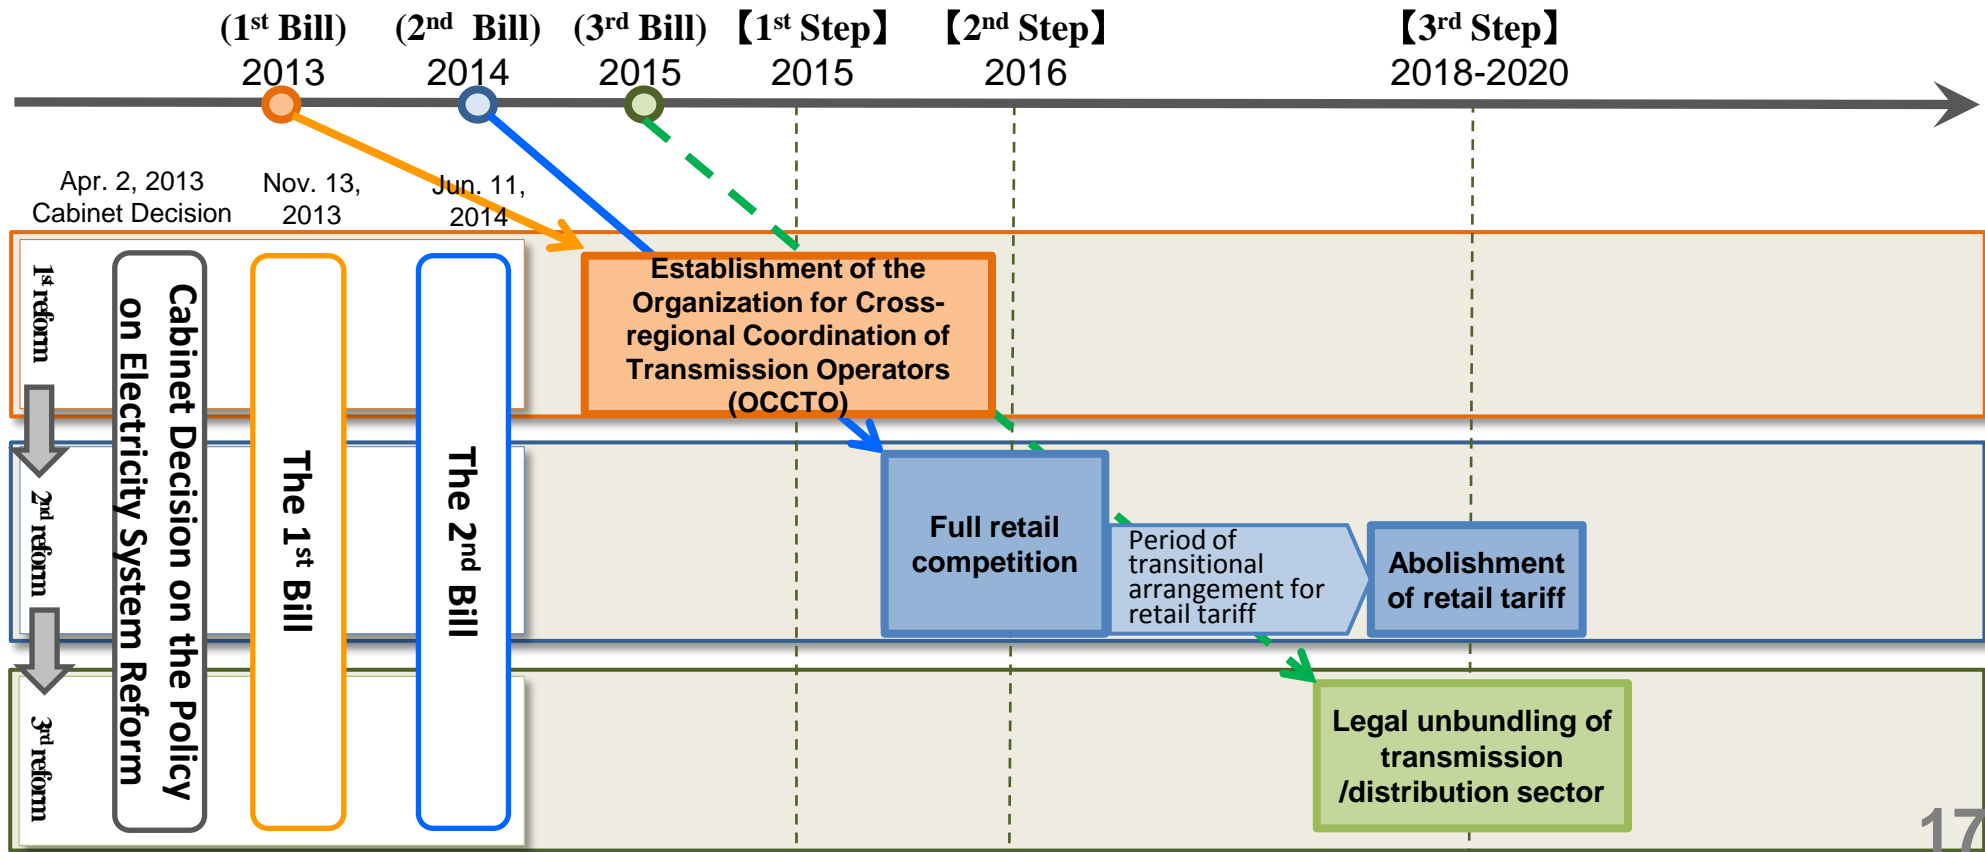 (1st Bill) (2nd Bill) (3rd Bill) 【1st Step】 【2nd Step】 【3rd Step】
2013 2014 2015 2015 2016 2018-2020
Apr. 2, 2013
Cabinet Decision
Nov. 13,
2013
Jun. 11,
2014
1st reform
2nd reform
3rd reform
Cabinet Decision on the Policy
on Electricity System Reform
The 1st Bill
The 2nd Bill
Establishment of the
Organization for Cross-
regional Coordination of
Transmission Operators
(OCCTO)
Full retail
competition
Period of
transitional
arrangement for
retail tariff
Abolishment
of retail tariff
Legal unbundling of
transmission
/distribution sector
17